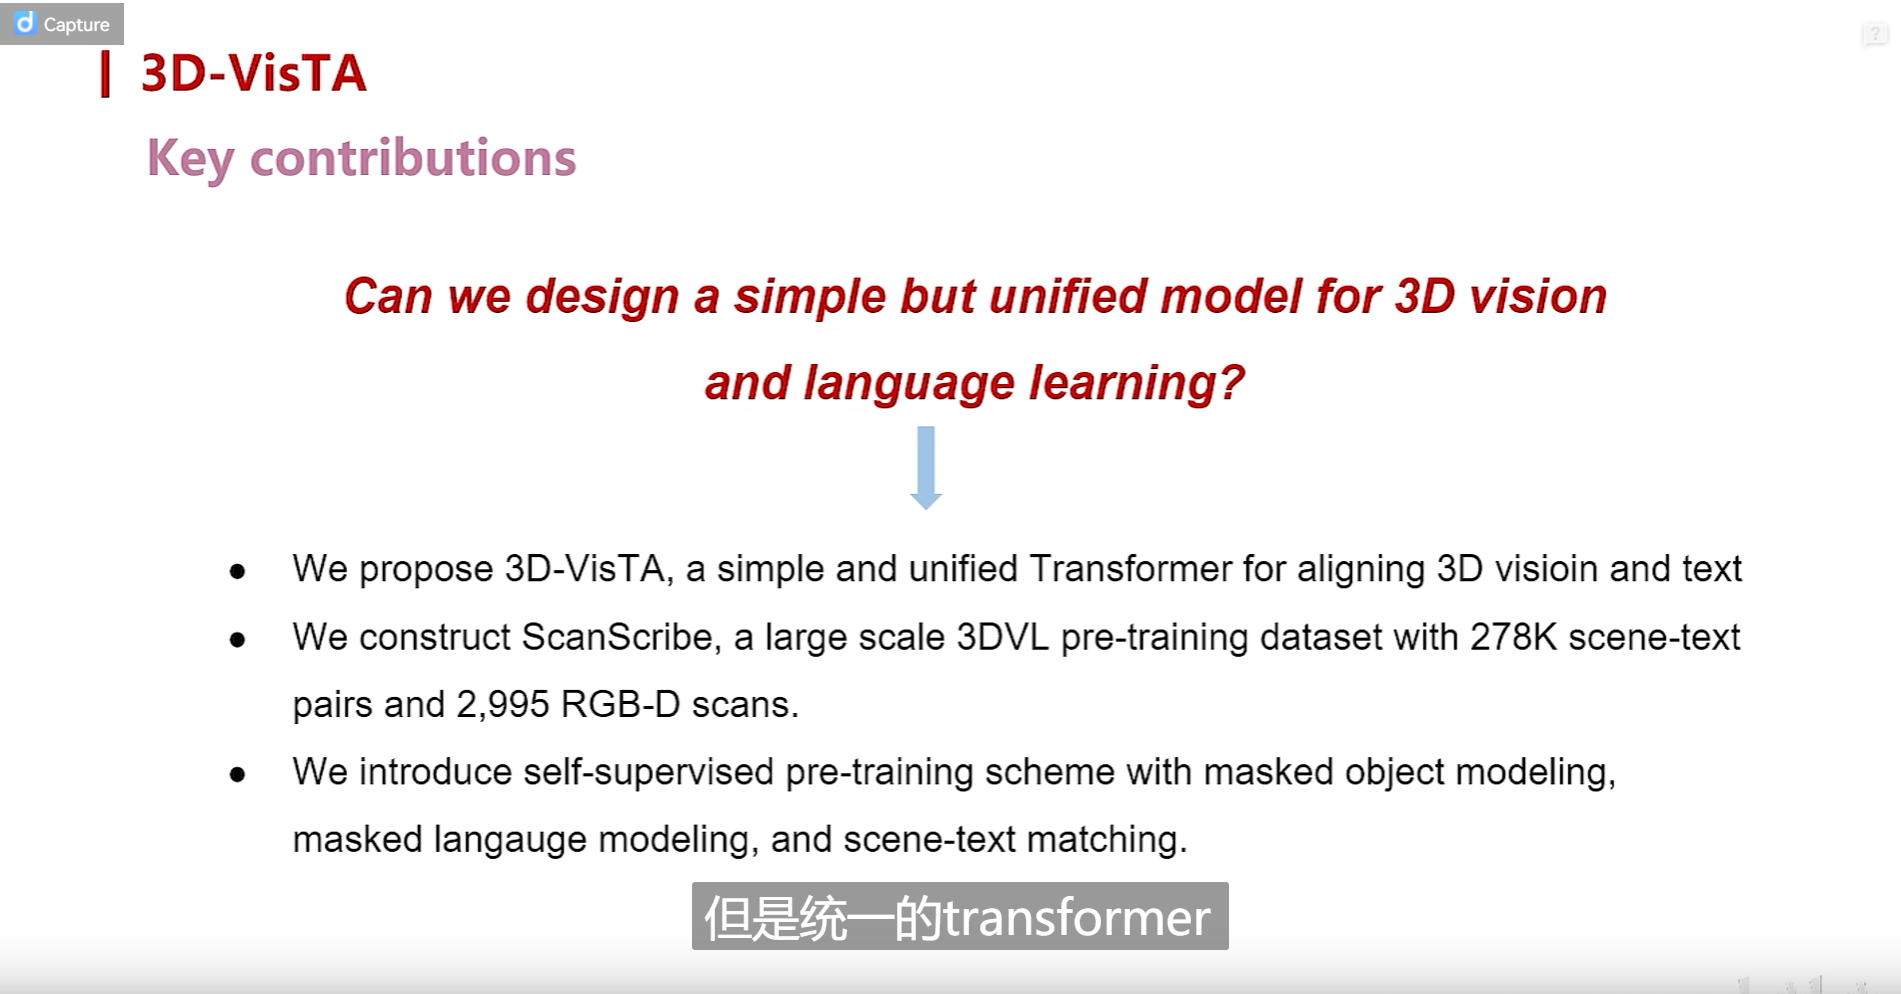 Capture
3D-VisTA
Key contributions
Can we design a simple but unified model for 3D vision
and language learning?
● We propose 3D-VisTA, a simple and unified Transformer for aligning 3D visioin and text
● We construct ScanScribe, a large scale 3DVL pre-training dataset with 278K scene-text
pairs and 2,995 RGB-D scans.
● We introduce self-supervised pre-training scheme with masked object modeling,
masked langauge modeling, and scene-text matching.
但是统一的transformer